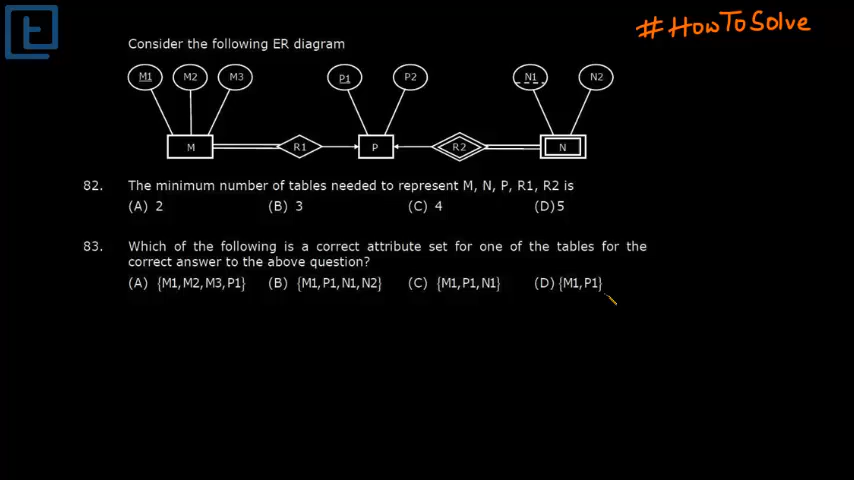 #HowToSolve
Consider the following ER diagram
M1 M2 M3 P1 P2 N1 N2
M R1 P R2 N
82. The minimum number of tables needed to represent M, N, P, R1, R2 is
(A) 2 (B) 3 (C) 4 (D)5
83. Which of the following is a correct attribute set for one of the tables for the
correct answer to the above question?
(A) {M1,M2,M3,P1} (B) {M1,P1,N1,N2} (C) {M1,P1,N1} (D){M1,P1}